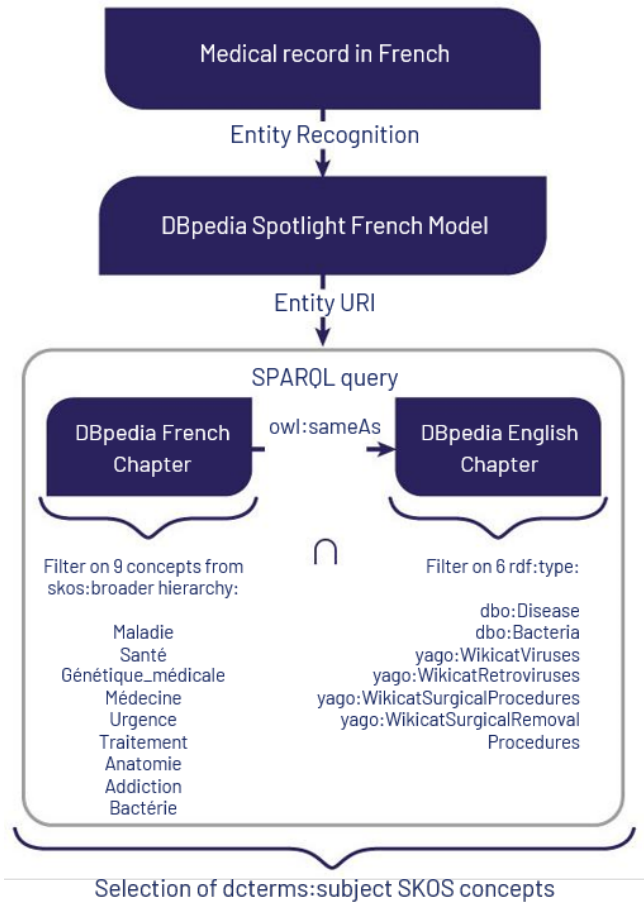 Medical record in French
Entity Recognition
DBpedia Spotlight French Model
Entity URI
SPARQL query
DBpedia French
Chapter
owl:sameAs
DBpedia English
Chapter
Filter on 9 concepts from
skos:broader hierarchy:
Maladie
Santé
Génétique_médicale
Médecine
Urgence
Traitement
Anatomie
Addiction
Bactérie
∩
Filter on 6 rdf:type:
dbo:Disease
dbo:Bacteria
yago:WikicatViruses
yago:WikicatRetroviruses
yago:WikicatSurgicalProcedures
yago:WikicatSurgicalRemoval
Procedures
Selection of dcterms:subject SKOS concepts